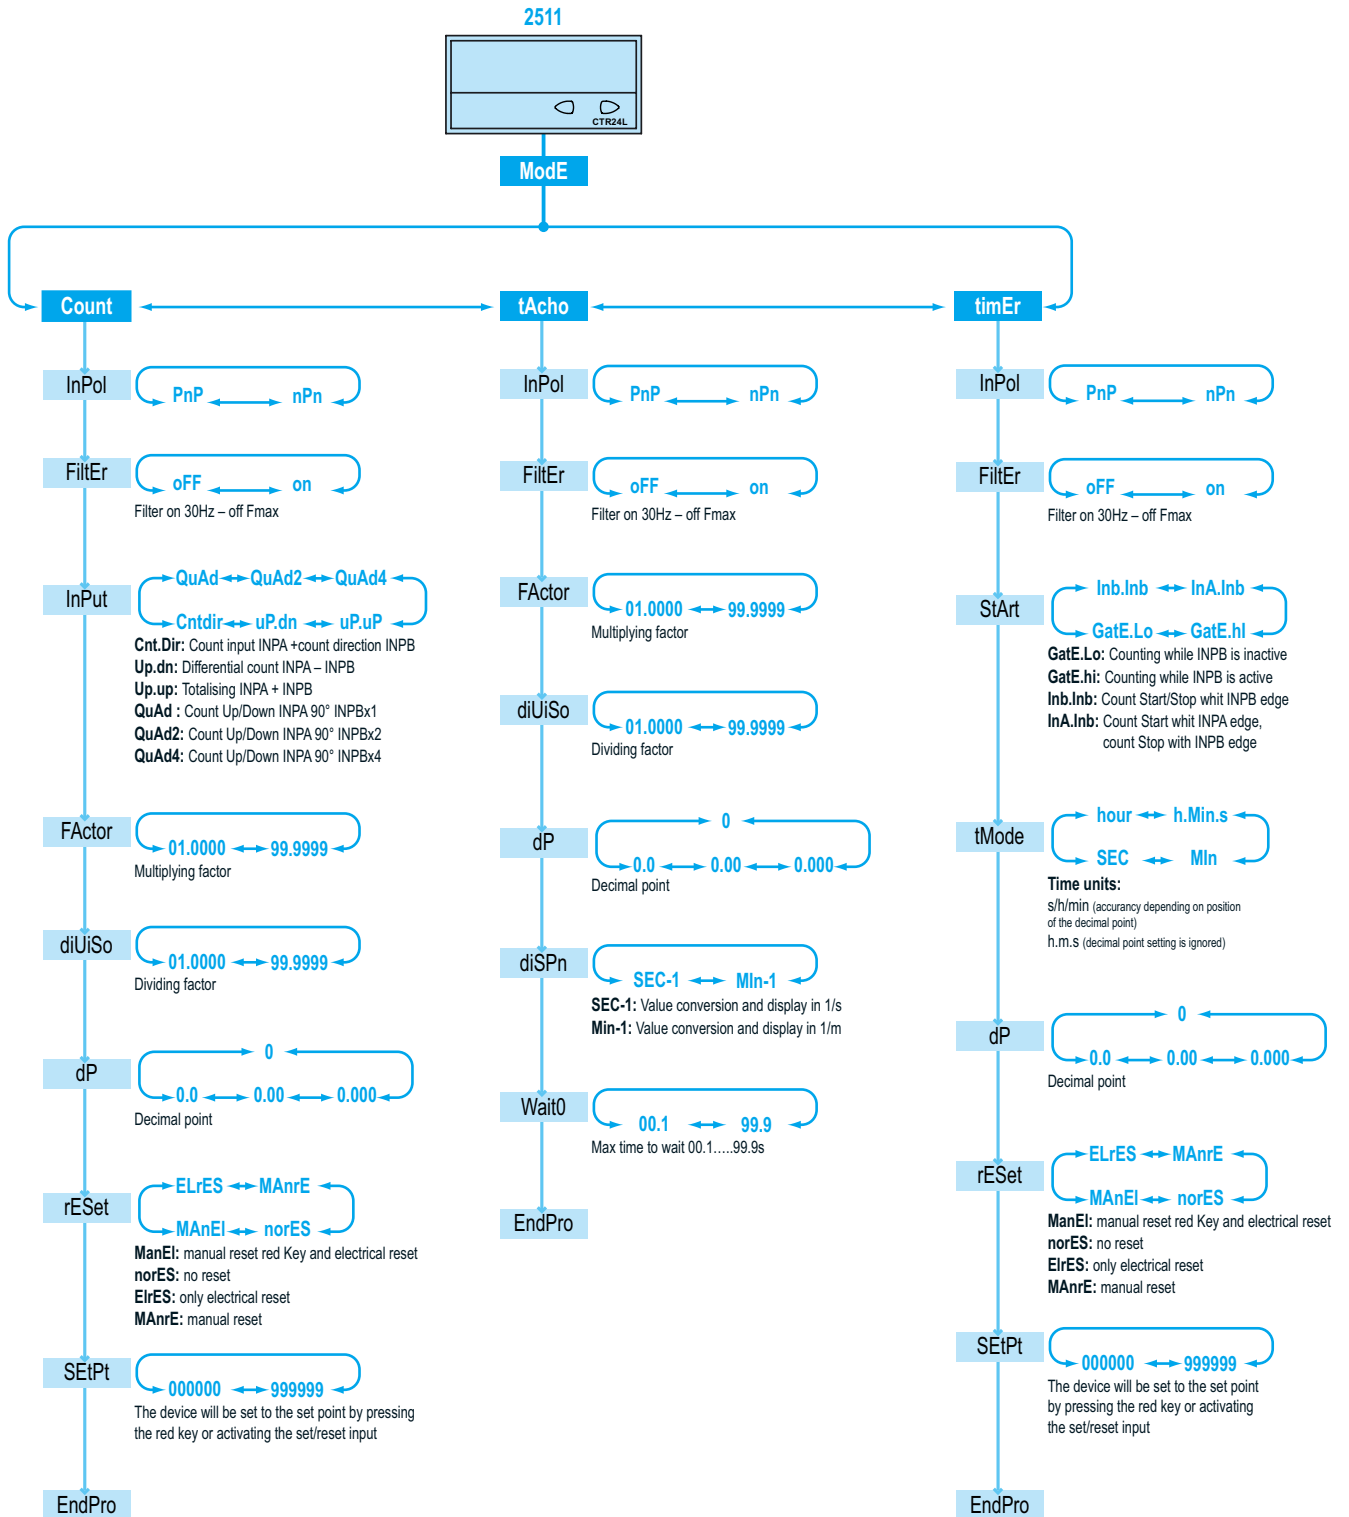 2511
CTR24L
ModE
Count
tAcho
timEr
InPol
PnP nPn
FiltEr
oFF on
Filter on 30Hz – off Fmax
InPut
QuAd QuAd2 QuAd4
Cntdir uP.dn uP.uP
Cnt.Dir: Count input INPA +count direction INPB
Up.dn: Differential count INPA – INPB
Up.up: Totalising INPA + INPB
QuAd : Count Up/Down INPA 90° INPBx1
QuAd2: Count Up/Down INPA 90° INPBx2
QuAd4: Count Up/Down INPA 90° INPBx4
FActor
01.0000 99.9999
Multiplying factor
diUiSo
01.0000 99.9999
Dividing factor
dP
0
0.0 0.00 0.000
Decimal point
rESet
ELrES MAnrE
MAnEl norES
ManEl: manual reset red Key and electrical reset
norES: no reset
ElrES: only electrical reset
MAnrE: manual reset
SEtPt
000000 999999
The device will be set to the set point by pressing
the red key or activating the set/reset input
EndPro
InPol
PnP nPn
FiltEr
oFF on
Filter on 30Hz – off Fmax
FActor
01.0000 99.9999
Multiplying factor
diUiSo
01.0000 99.9999
Dividing factor
dP
0
0.0 0.00 0.000
Decimal point
diSPn
SEC-1 MIn-1
SEC-1: Value conversion and display in 1/s
Min-1: Value conversion and display in 1/m
Wait0
00.1 99.9
Max time to wait 00.1…..99.9s
EndPro
InPol
PnP nPn
FiltEr
oFF on
Filter on 30Hz – off Fmax
StArt
Inb.Inb InA.Inb
GatE.Lo GatE.hI
GatE.Lo: Counting while INPB is inactive
GatE.hi: Counting while INPB is active
Inb.Inb: Count Start/Stop whit INPB edge
InA.Inb: Count Start whit INPA edge,
count Stop with INPB edge
tMode
hour h.Min.s
SEC MIn
Time units:
s/h/min (accurancy depending on position
of the decimal point)
h.m.s (decimal point setting is ignored)
dP
0
0.0 0.00 0.000
Decimal point
rESet
ELrES MAnrE
MAnEl norES
ManEl: manual reset red Key and electrical reset
norES: no reset
ElrES: only electrical reset
MAnrE: manual reset
SEtPt
000000 999999
The device will be set to the set point
by pressing the red key or activating
the set/reset input
EndPro